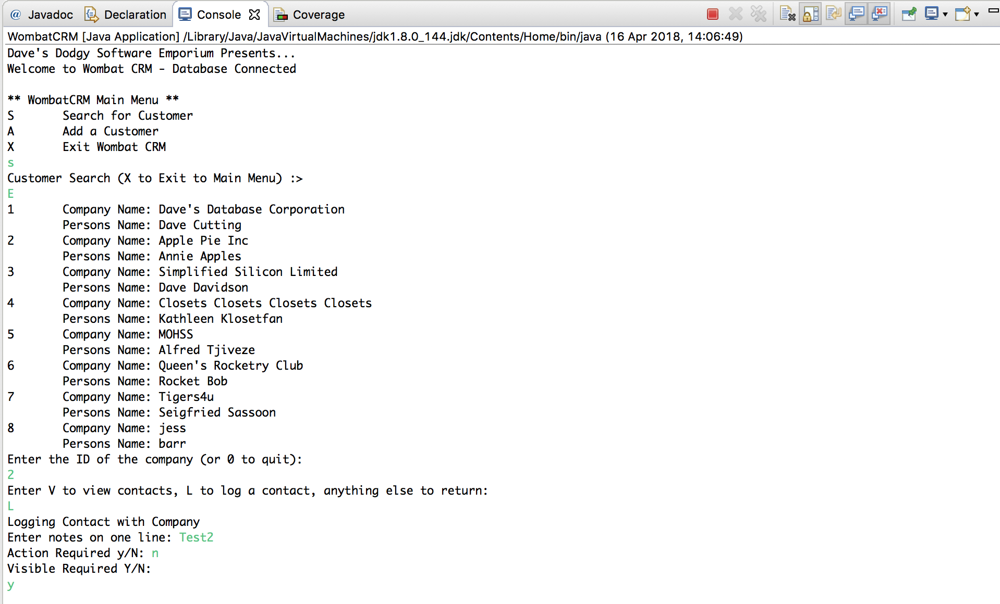 @ Javadoc Declaration Console Coverage
WombatCRM [Java Application] /Library/Java/JavaVirtualMachines/jdk1.8.0_144.jdk/Contents/Home/bin/java (16 Apr 2018, 14:06:49)
Dave's Dodgy Software Emporium Presents...
Welcome to Wombat CRM - Database Connected
** WombatCRM Main Menu **
S Search for Customer
A Add a Customer
X Exit Wombat CRM
s
Customer Search (X to Exit to Main Menu) :>
E
1 Company Name: Dave's Database Corporation
Persons Name: Dave Cutting
2 Company Name: Apple Pie Inc
Persons Name: Annie Apples
3 Company Name: Simplified Silicon Limited
Persons Name: Dave Davidson
4 Company Name: Closets Closets Closets Closets
Persons Name: Kathleen Klosetfan
5 Company Name: MOHSS
Persons Name: Alfred Tjiveze
6 Company Name: Queen's Rocketry Club
Persons Name: Rocket Bob
7 Company Name: Tigers4u
Persons Name: Seigfried Sassoon
8 Company Name: jess
Persons Name: barr
Enter the ID of the company (or 0 to quit):
2
Enter V to view contacts, L to log a contact, anything else to return:
L
Logging Contact with Company
Enter notes on one line: Test2
Action Required y/N: n
Visible Required Y/N:
y